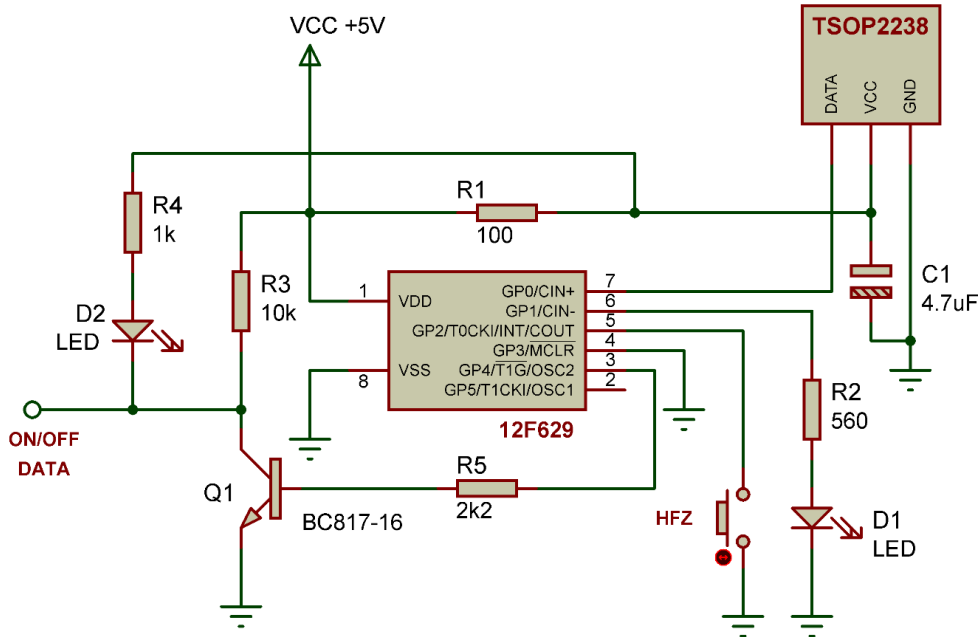 VCC +5V
TSOP2238
DATA
VCC
GND
R4
1k
R1
100
R3
10k
C1
4.7uF
D2
LED
1
VDD
8
VSS
GP0/CIN+
7
GP1/CIN-
6
GP2/T0CKI/INT/COUT
5
GP3/MCLR
4
GP4/T1G/OSC2
3
GP5/T1CKI/OSC1
2
12F629
R2
560
ON/OFF
DATA
Q1
BC817-16
R5
2k2
HFZ
D1
LED